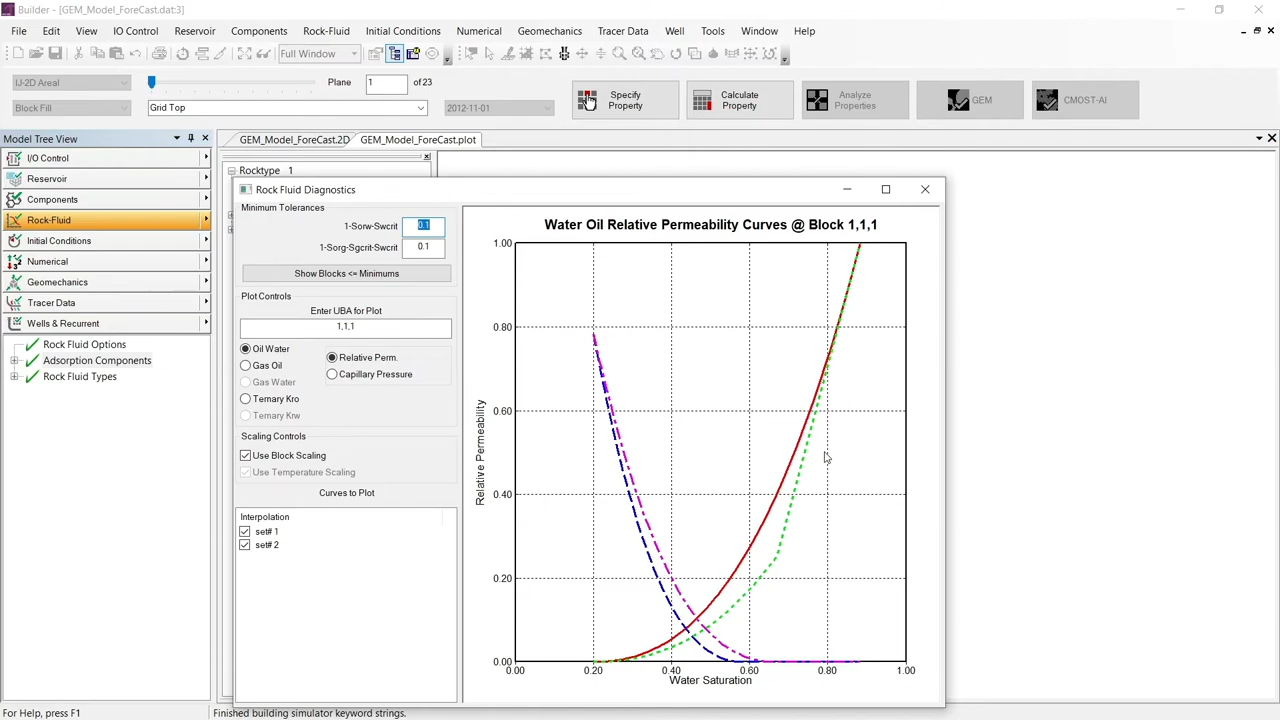 Builder - [GEM_Model_ForeCast.dat:3]
File Edit View IO Control Reservoir Components Rock-Fluid Initial Conditions Numerical Geomechanics Tracer Data Well Tools Window Help
Full Window
IJ-2D Areal Plane 1 of 23
Block Fill Grid Top 2012-11-01
Specify Property
Calculate Property
Analyze Properties
GEM
CMOST-AI
Model Tree View
GEM_Model_ForeCast.2D GEM_Model_ForeCast.plot
I/O Control
Reservoir
Components
Rock-Fluid
Initial Conditions
Numerical
Geomechanics
Tracer Data
Wells & Recurrent
Rock Fluid Options
Adsorption Components
Rock Fluid Types
Rocktype 1
Rock Fluid Diagnostics
Minimum Tolerances
1-Sorw-Swcrit 0.1
1-Sorg-Sgcrit-Swcrit 0.1
Show Blocks <= Minimums
Plot Controls
Enter UBA for Plot
1,1,1
Oil Water
Gas Oil
Gas Water
Ternary Kro
Ternary Krw
Relative Perm.
Capillary Pressure
Scaling Controls
Use Block Scaling
Use Temperature Scaling
Curves to Plot
Interpolation
set# 1
set# 2
Water Oil Relative Permeability Curves @ Block 1,1,1
1.00
0.80
0.60
0.40
0.20
0.00
Relative Permeability
0.00 0.20 0.40 0.60 0.80 1.00
Water Saturation
For Help, press F1
Finished building simulator keyword strings.